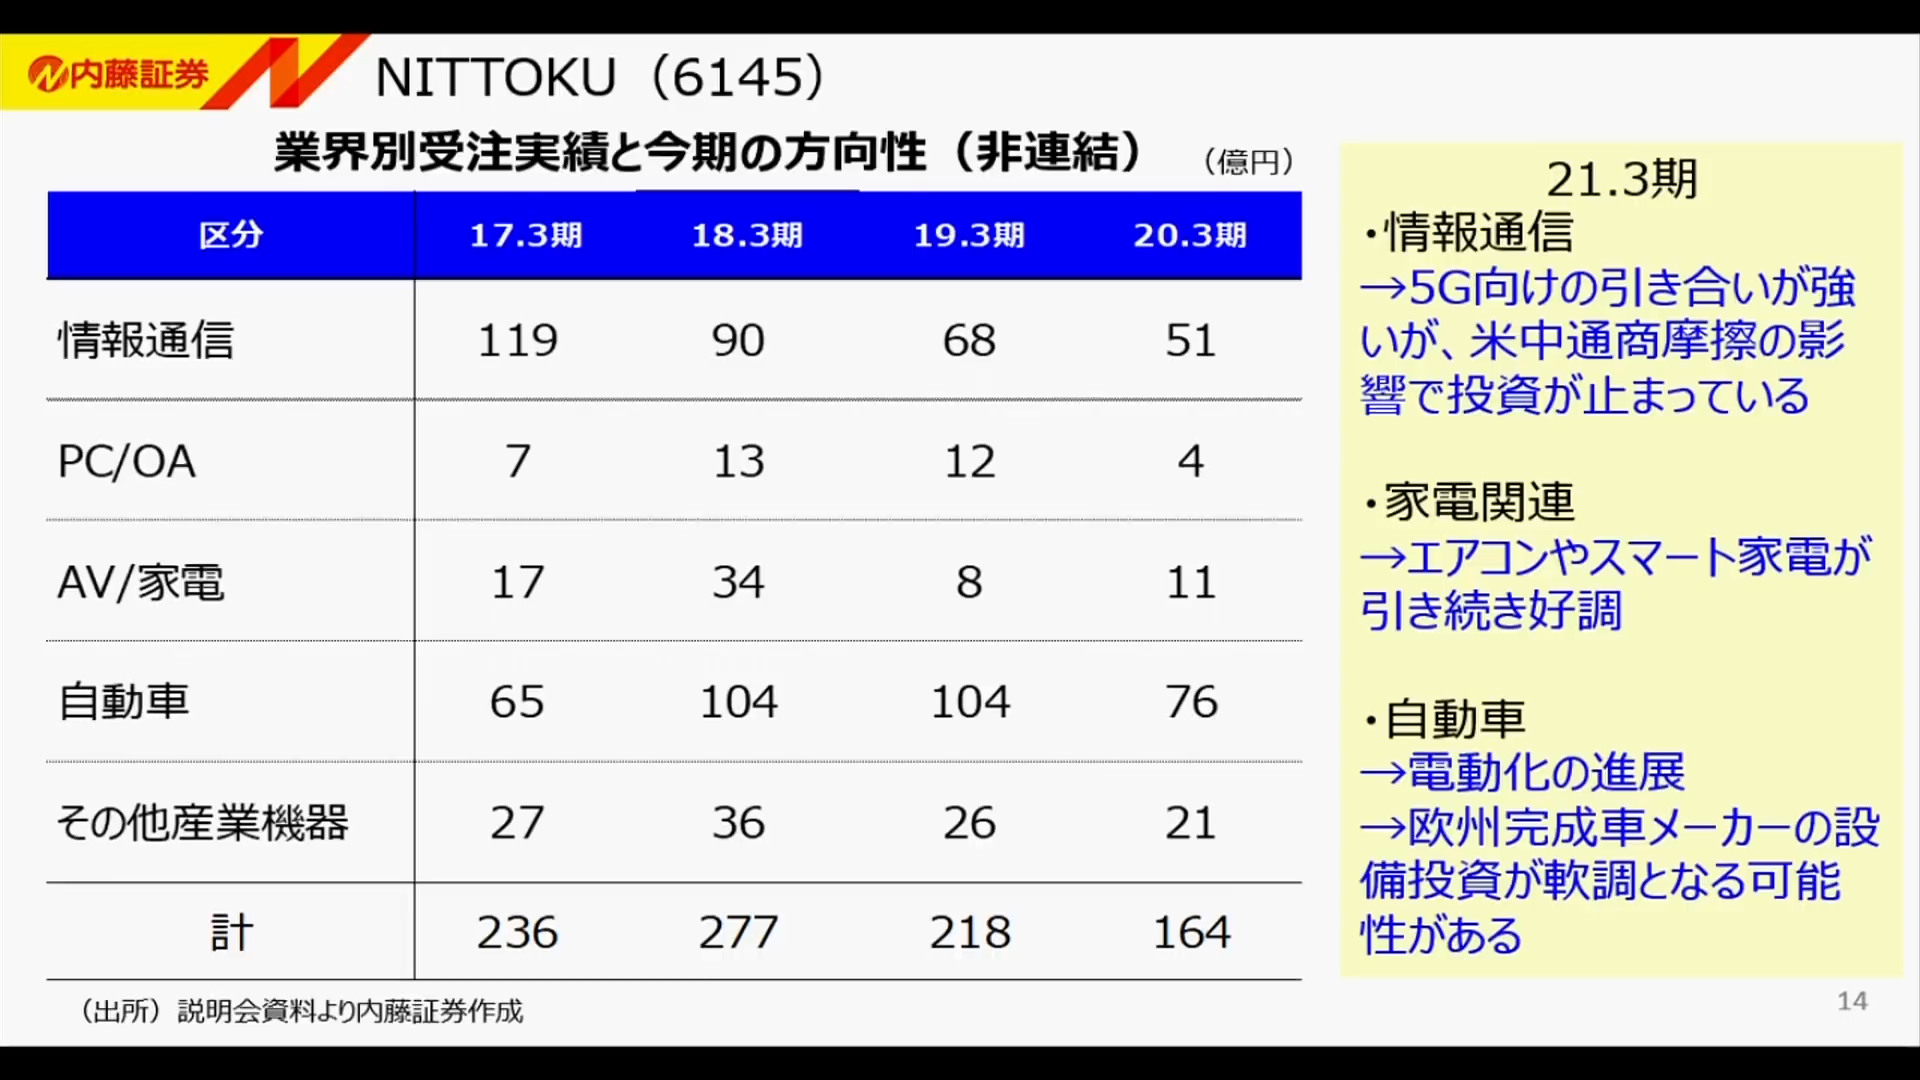 内藤証券
NITTOKU（6145）
業界別受注実績と今期の方向性（非連結）
（億円）
区分 17.3期 18.3期 19.3期 20.3期
情報通信 119 90 68 51
PC/OA 7 13 12 4
AV/家電 17 34 8 11
自動車 65 104 104 76
その他産業機器 27 36 26 21
計 236 277 218 164
（出所）説明会資料より内藤証券作成
21.3期
・情報通信
→5G向けの引き合いが強
いが、米中通商摩擦の影
響で投資が止まっている
・家電関連
→エアコンやスマート家電が
引き続き好調
・自動車
→電動化の進展
→欧州完成車メーカーの設
備投資が軟調となる可能
性がある
14